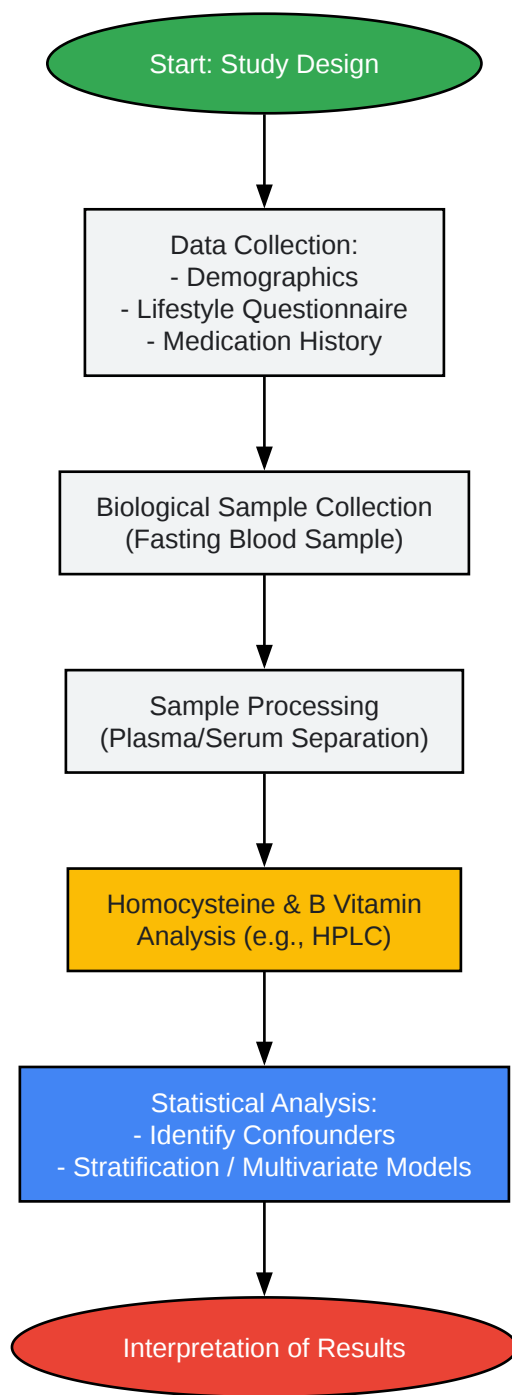 Start: Study Design
Data Collection:
- Demographics
- Lifestyle Questionnaire
- Medication History
Biological Sample Collection
(Fasting Blood Sample)
Sample Processing
(Plasma/Serum Separation)
Homocysteine & B Vitamin
Analysis (e.g., HPLC)
Statistical Analysis:
- Identify Confounders
- Stratification / Multivariate Models
Interpretation of Results